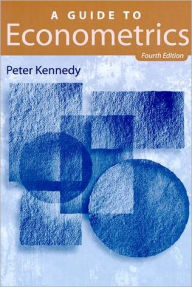 A GUIDE TO
Econometrics
Fourth Edition
Peter Kennedy